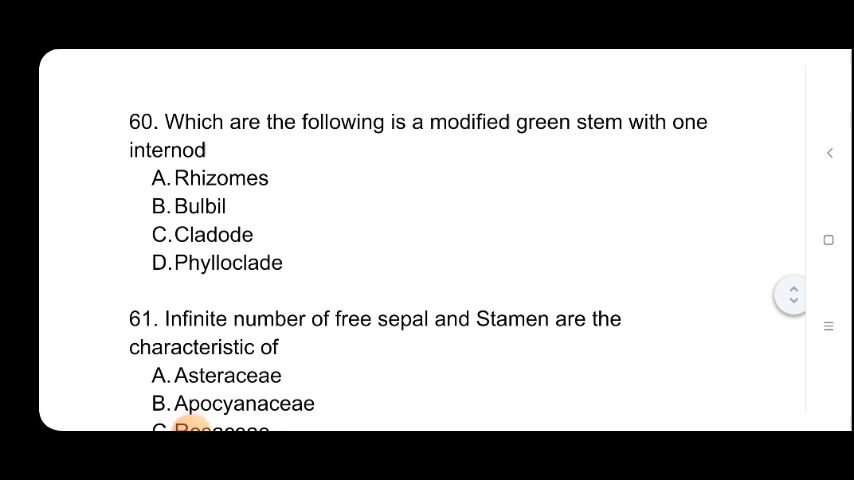 60. Which are the following is a modified green stem with one
internod
A. Rhizomes
B. Bulbil
C. Cladode
D. Phylloclade
61. Infinite number of free sepal and Stamen are the
characteristic of
A. Asteraceae
B. Apocyanaceae